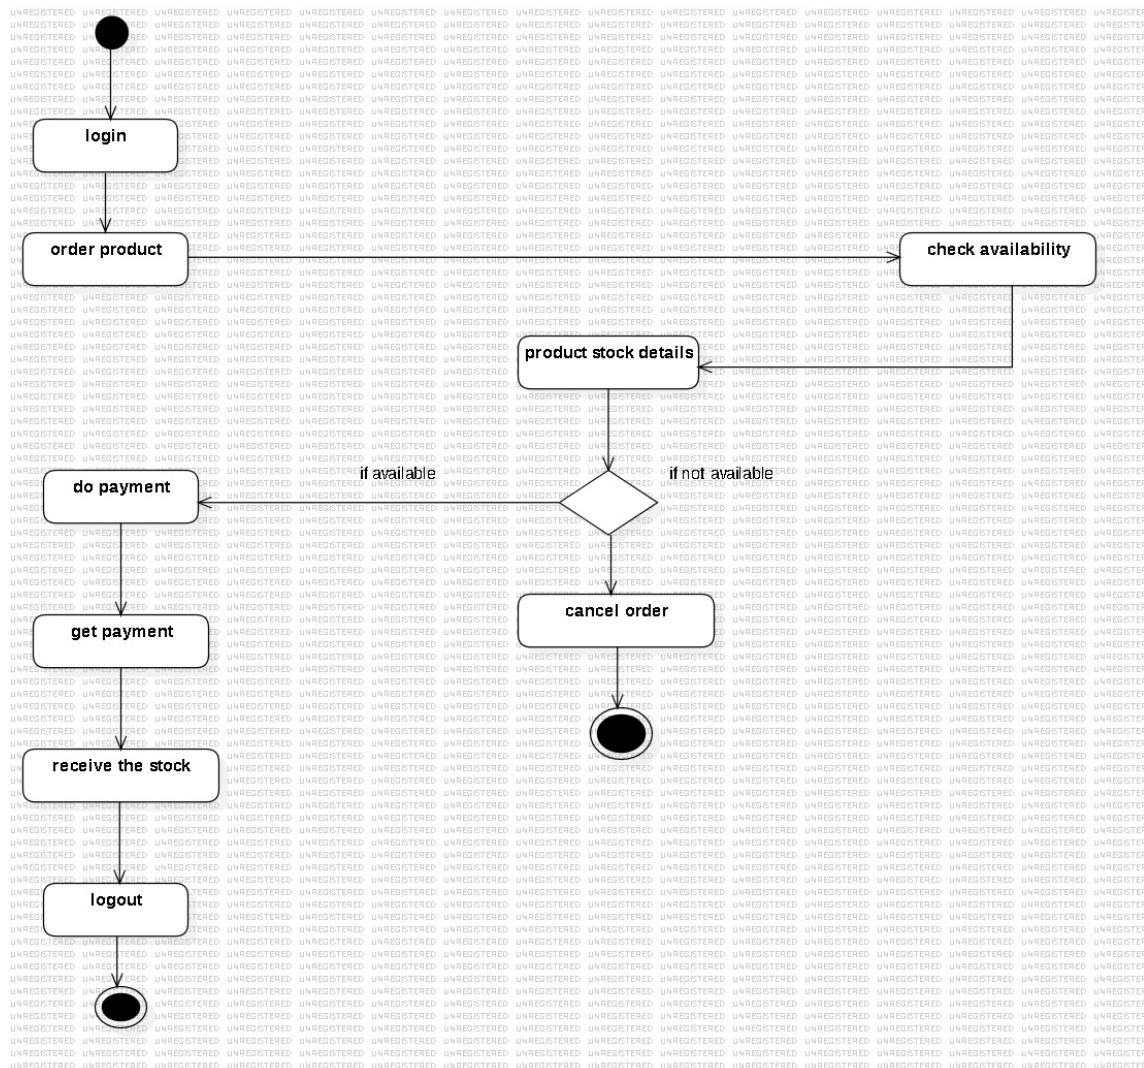 login
order product
check availability
product stock details
if available
if not available
do payment
cancel order
get payment
receive the stock
logout
UNREGISTERED